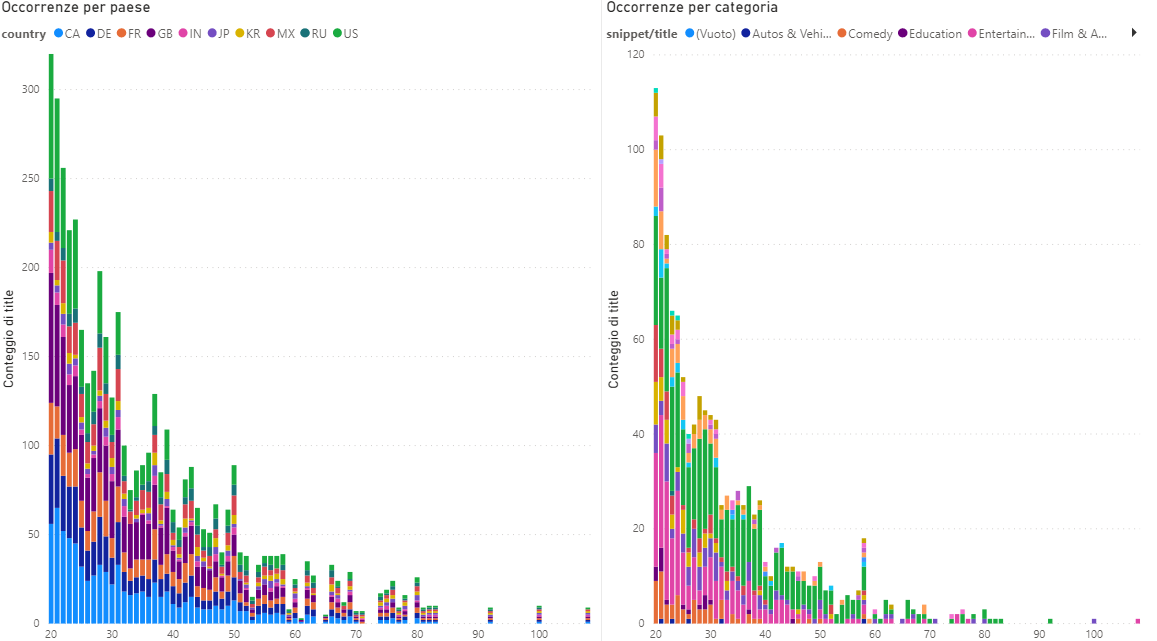 Occorrenze per paese
country CA DE FR GB IN JP KR MX RU US
300
250
200
150
100
50
0
Conteggio di title
20 30 40 50 60 70 80 90 100
Occorrenze per categoria
snippet/title (Vuoto) Autos & Vehi... Comedy Education Entertain... Film & A...
120
100
80
60
40
20
0
Conteggio di title
20 30 40 50 60 70 80 90 100